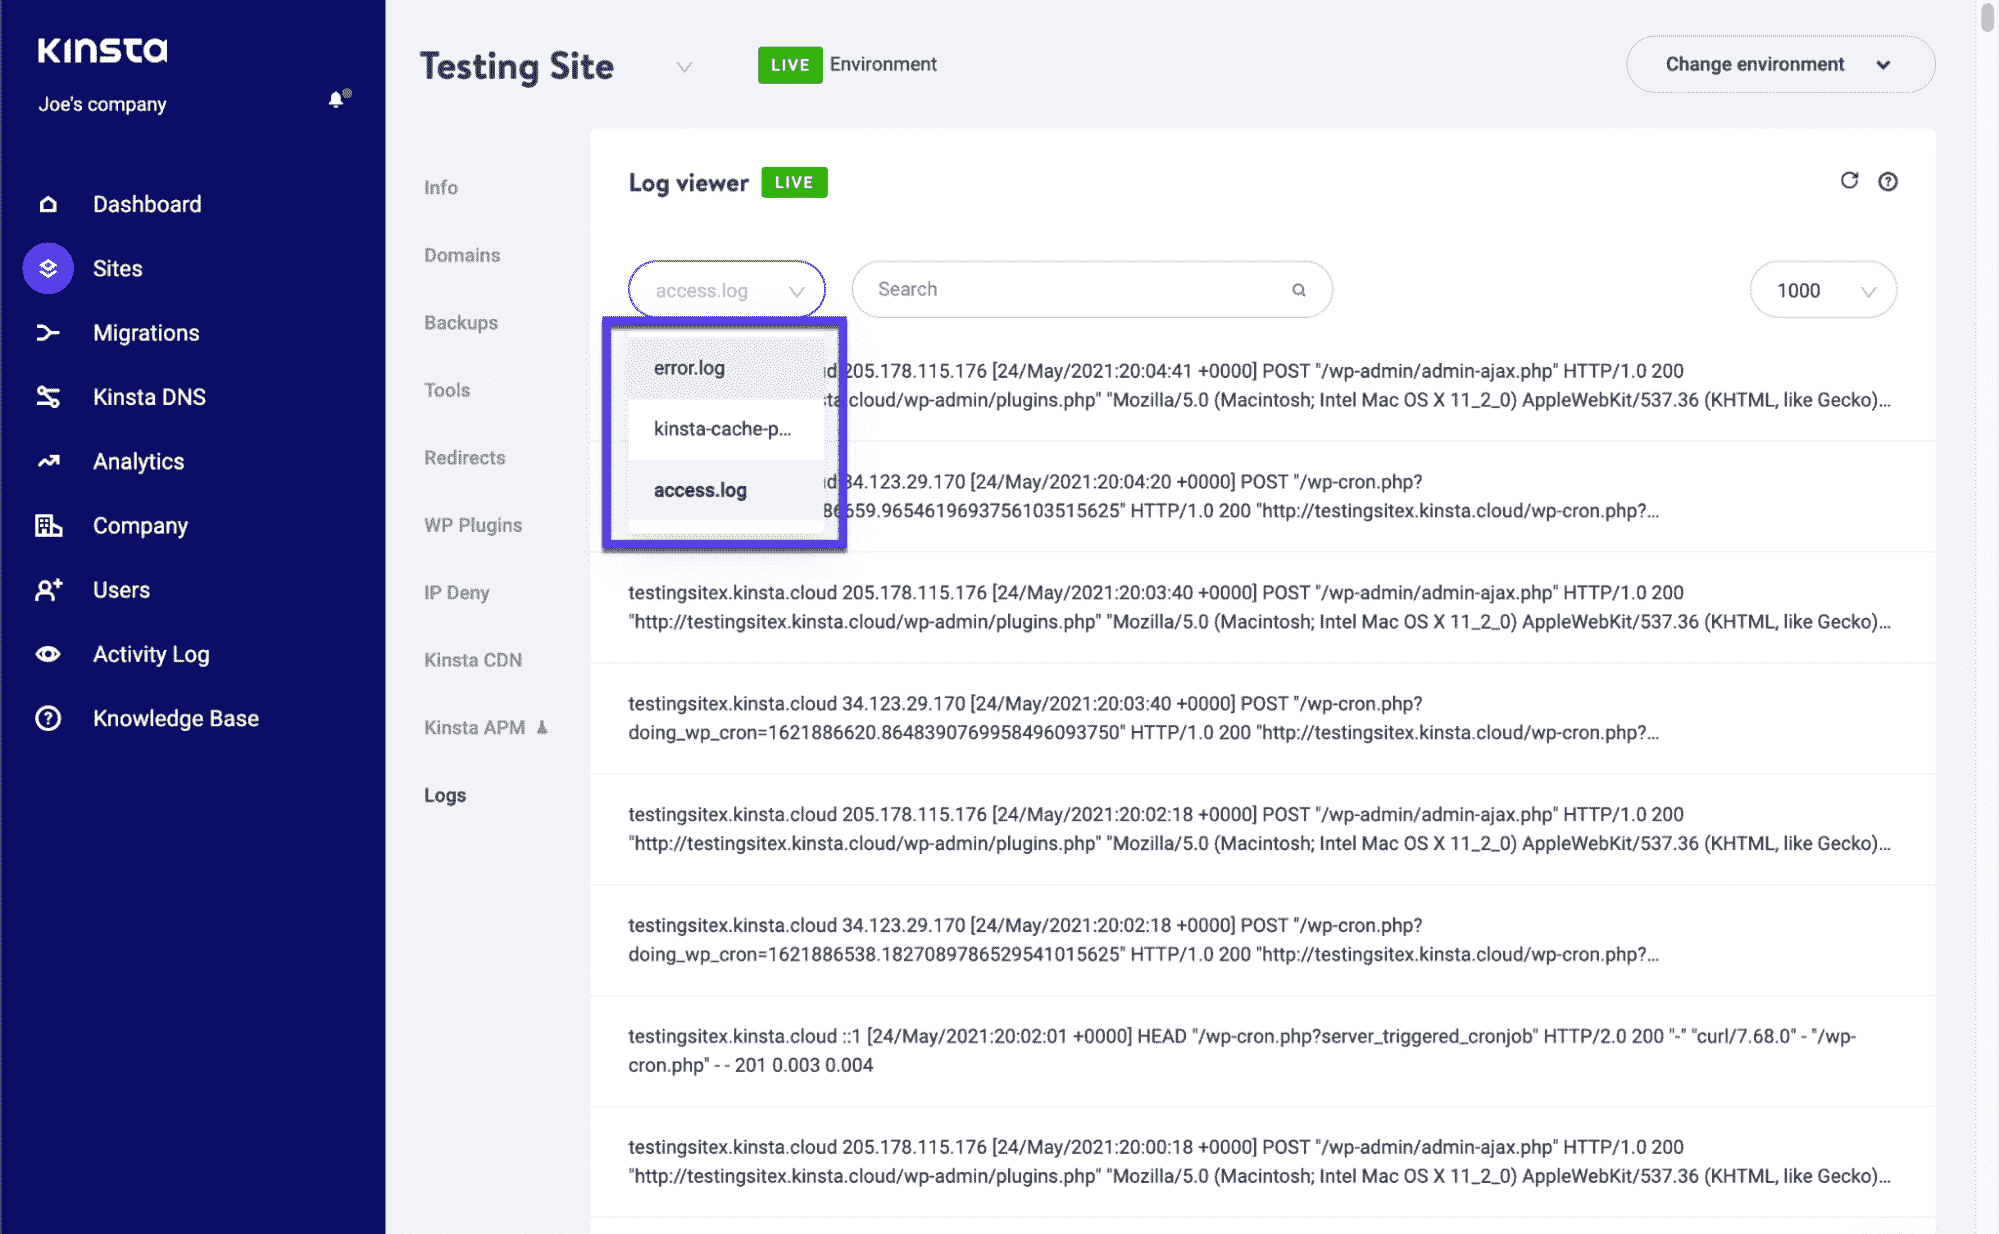 Kinsta
Joe's company
Dashboard
Sites
Migrations
Kinsta DNS
Analytics
Company
Users
Activity Log
Knowledge Base
Testing Site
LIVE Environment
Change environment
Info
Domains
Backups
Tools
Redirects
WP Plugins
IP Deny
Kinsta CDN
Kinsta APM
Logs
Log viewer LIVE
access.log
Search
1000
error.log
kinsta-cache-p...
access.log
205.178.115.176 [24/May/2021:20:04:41 +0000] POST "/wp-admin/admin-ajax.php" HTTP/1.0 200
cloud/wp-admin/plugins.php" "Mozilla/5.0 (Macintosh; Intel Mac OS X 11_2_0) AppleWebKit/537.36 (KHTML, like Gecko)...
34.123.29.170 [24/May/2021:20:04:20 +0000] POST "/wp-cron.php?
86659.9654619693756103515625" HTTP/1.0 200 "http://testingsitex.kinsta.cloud/wp-cron.php?...
testingsitex.kinsta.cloud 205.178.115.176 [24/May/2021:20:03:40 +0000] POST "/wp-admin/admin-ajax.php" HTTP/1.0 200
"http://testingsitex.kinsta.cloud/wp-admin/plugins.php" "Mozilla/5.0 (Macintosh; Intel Mac OS X 11_2_0) AppleWebKit/537.36 (KHTML, like Gecko)...
testingsitex.kinsta.cloud 34.123.29.170 [24/May/2021:20:03:40 +0000] POST "/wp-cron.php?
doing_wp_cron=1621886620.8648390769958496093750" HTTP/1.0 200 "http://testingsitex.kinsta.cloud/wp-cron.php?...
testingsitex.kinsta.cloud 205.178.115.176 [24/May/2021:20:02:18 +0000] POST "/wp-admin/admin-ajax.php" HTTP/1.0 200
"http://testingsitex.kinsta.cloud/wp-admin/plugins.php" "Mozilla/5.0 (Macintosh; Intel Mac OS X 11_2_0) AppleWebKit/537.36 (KHTML, like Gecko)...
testingsitex.kinsta.cloud 34.123.29.170 [24/May/2021:20:02:18 +0000] POST "/wp-cron.php?
doing_wp_cron=1621886538.1827089786529541015625" HTTP/1.0 200 "http://testingsitex.kinsta.cloud/wp-cron.php?...
testingsitex.kinsta.cloud ::1 [24/May/2021:20:02:01 +0000] HEAD "/wp-cron.php?server_triggered_cronjob" HTTP/2.0 200 "-" "curl/7.68.0" - "/wp-
cron.php" - - 201 0.003 0.004
testingsitex.kinsta.cloud 205.178.115.176 [24/May/2021:20:00:18 +0000] POST "/wp-admin/admin-ajax.php" HTTP/1.0 200
"http://testingsitex.kinsta.cloud/wp-admin/plugins.php" "Mozilla/5.0 (Macintosh; Intel Mac OS X 11_2_0) AppleWebKit/537.36 (KHTML, like Gecko)...